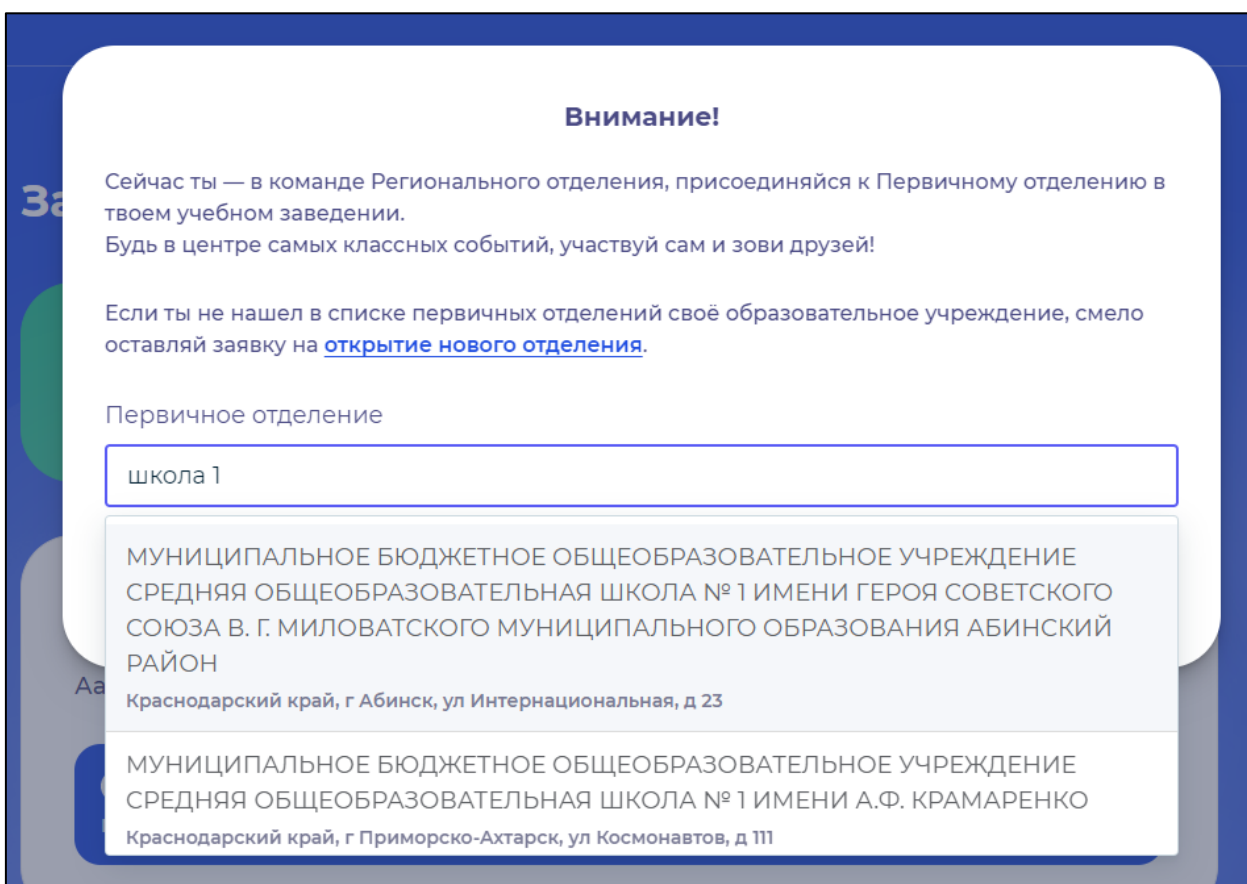 Внимание!
За
Сейчас ты — в команде Регионального отделения, присоединяйся к Первичному отделению в
твоем учебном заведении.
Будь в центре самых классных событий, участвуй сам и зови друзей!
Если ты не нашел в списке первичных отделений своё образовательное учреждение, смело
оставляй заявку на открытие нового отделения.
Первичное отделение
школа 1
МУНИЦИПАЛЬНОЕ БЮДЖЕТНОЕ ОБЩЕОБРАЗОВАТЕЛЬНОЕ УЧРЕЖДЕНИЕ
СРЕДНЯЯ ОБЩЕОБРАЗОВАТЕЛЬНАЯ ШКОЛА № 1 ИМЕНИ ГЕРОЯ СОВЕТСКОГО
СОЮЗА В. Г. МИЛОВАТСКОГО МУНИЦИПАЛЬНОГО ОБРАЗОВАНИЯ АБИНСКИЙ
РАЙОН
Аа
Краснодарский край, г Абинск, ул Интернациональная, д 23
МУНИЦИПАЛЬНОЕ БЮДЖЕТНОЕ ОБЩЕОБРАЗОВАТЕЛЬНОЕ УЧРЕЖДЕНИЕ
СРЕДНЯЯ ОБЩЕОБРАЗОВАТЕЛЬНАЯ ШКОЛА № 1 ИМЕНИ А.Ф. КРАМАРЕНКО
Краснодарский край, г Приморско-Ахтарск, ул Космонавтов, д 111